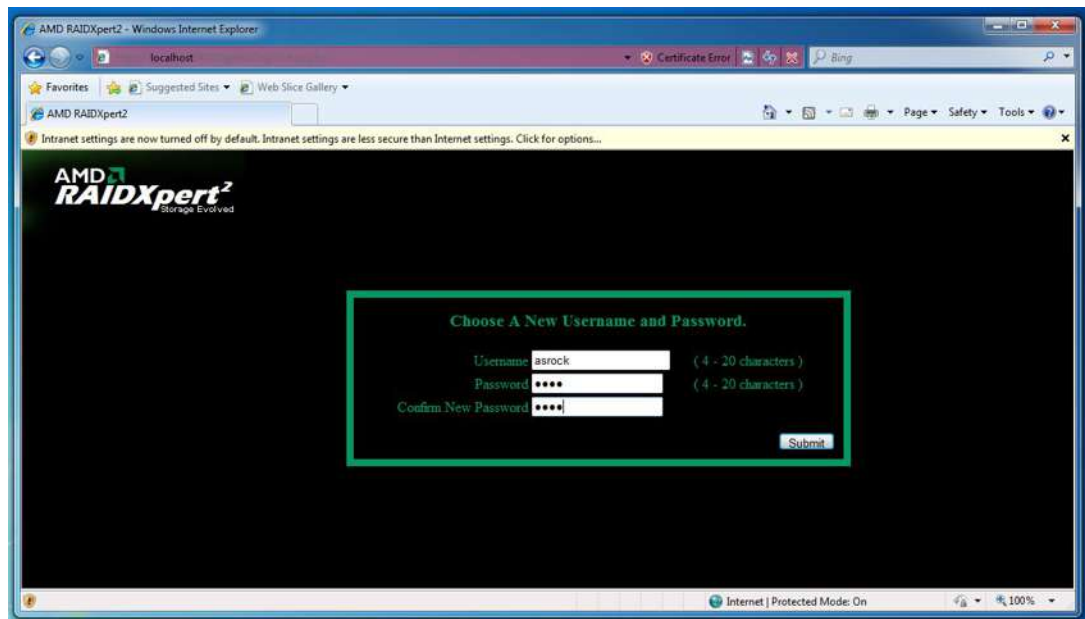 AMD RAIDXpert2 - Windows Internet Explorer
localhost
Certificate Error
Bing
Favorites
Suggested Sites
Web Slice Gallery
AMD RAIDXpert2
Page
Safety
Tools
Intranet settings are now turned off by default. Intranet settings are less secure than Internet settings. Click for options...
AMD
RAIDXpert2
Storage Evolved
Choose A New Username and Password.
Username asrock ( 4 - 20 characters )
Password •••• ( 4 - 20 characters )
Confirm New Password ••••
Submit
Internet | Protected Mode: On
100%